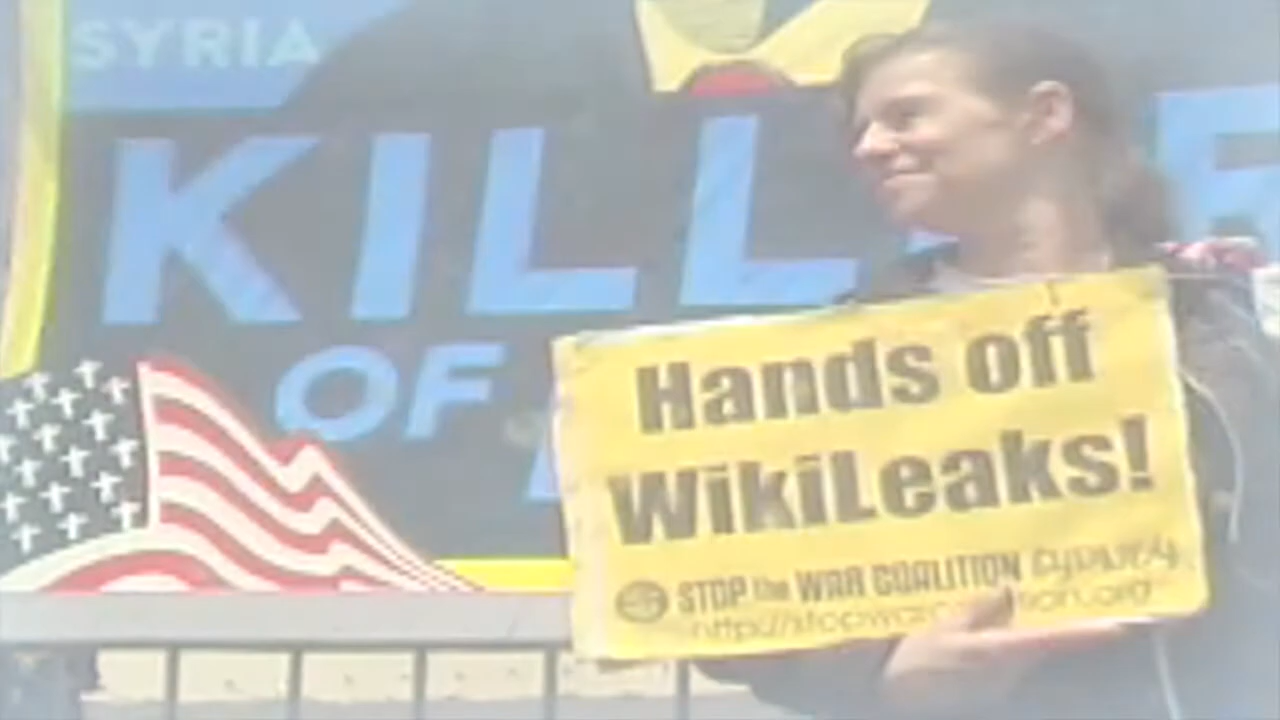 SYRIA
KILL
OF
Hands off
WikiLeaks!
STOP the WAR COALITION